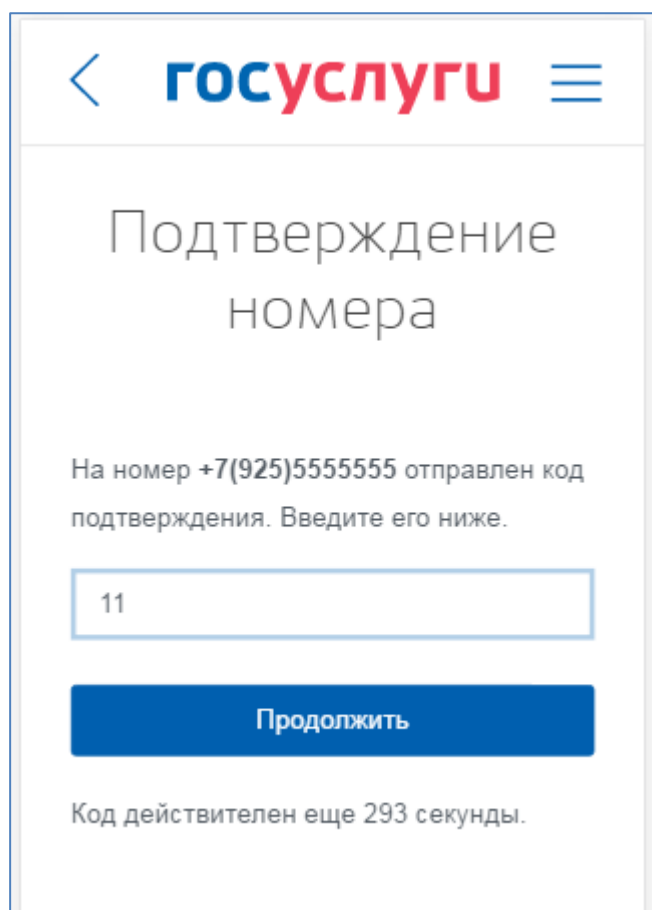 госуслуги
Подтверждение
номера
На номер +7(925)5555555 отправлен код
подтверждения. Введите его ниже.
11
Продолжить
Код действителен еще 293 секунды.